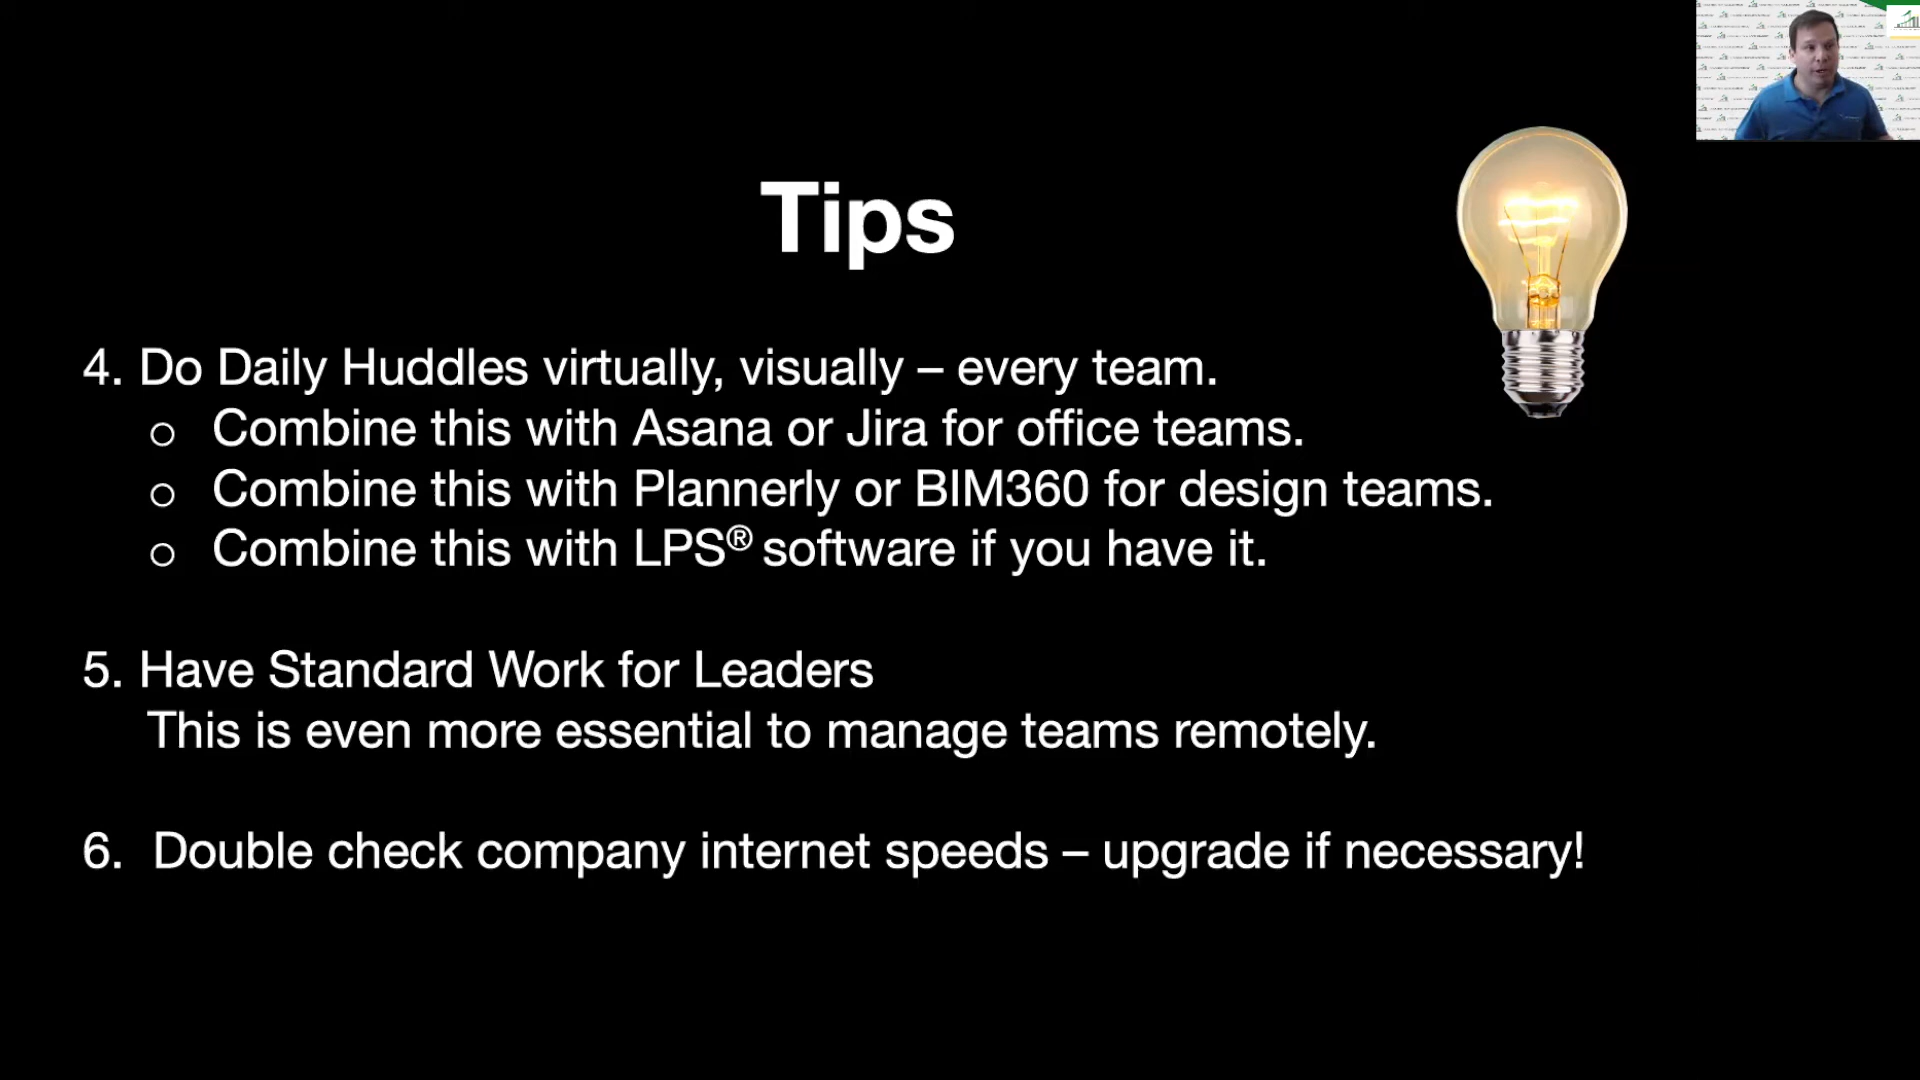 Tips
4. Do Daily Huddles virtually, visually – every team.
○ Combine this with Asana or Jira for office teams.
○ Combine this with Plannerly or BIM360 for design teams.
○ Combine this with LPS® software if you have it.
5. Have Standard Work for Leaders
This is even more essential to manage teams remotely.
6. Double check company internet speeds – upgrade if necessary!